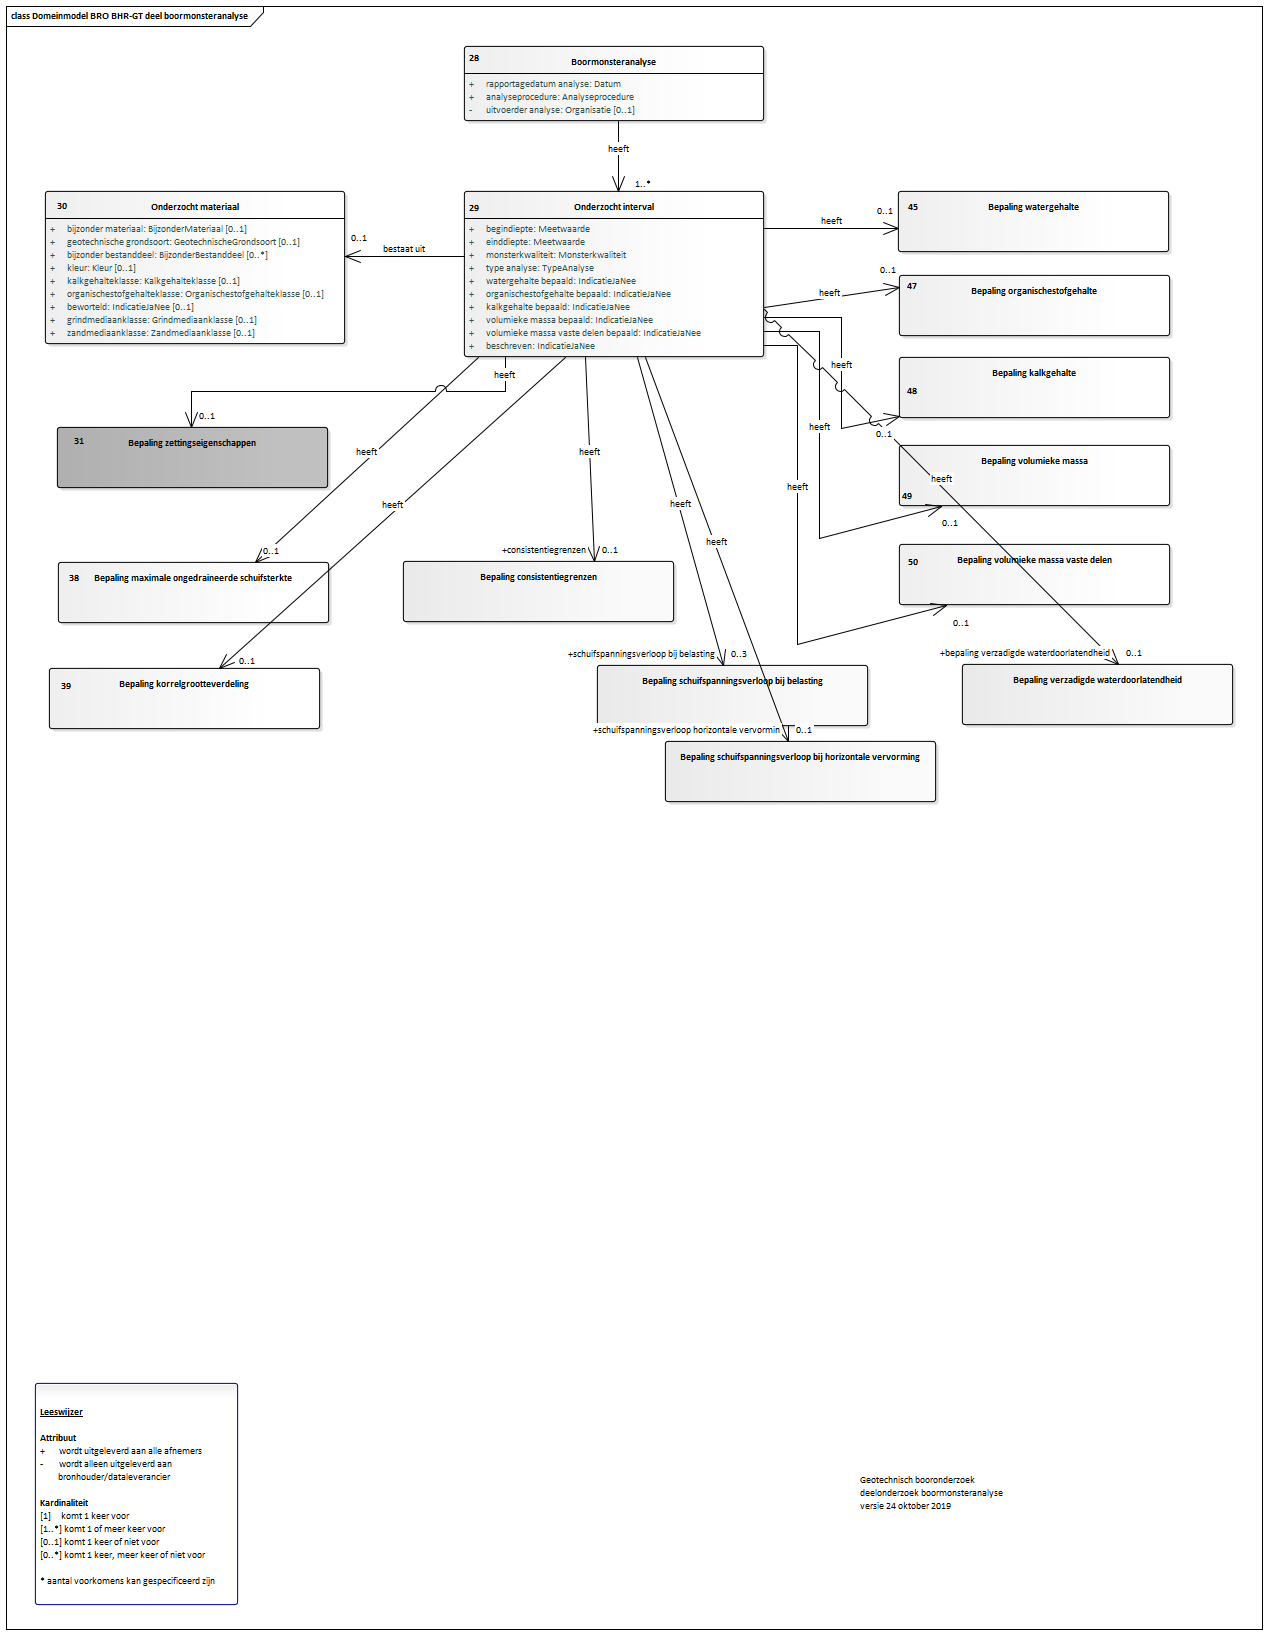 class Domeinmodel BRO BHR-GT deel boormonsteranalyse
28
Boormonsteranalyse
+ rapportagedatum analyse: Datum
+ analyseprocedure: Analyseprocedure
- uitvoerder analyse: Organisatie [0..1]
heeft
1..*
30
Onderzocht materiaal
+ bijzonder materiaal: BijzonderMateriaal [0..1]
+ geotechnische grondsoort: GeotechnischeGrondsoort [0..1]
+ bijzonder bestanddeel: BijzonderBestanddeel [0..*]
+ kleur: Kleur [0..1]
+ kalkgehalteklasse: Kalkgehalteklasse [0..1]
+ organischestofgehalteklasse: Organischestofgehalteklasse [0..1]
+ beworteld: IndicatieJaNee [0..1]
+ grindmediaanklasse: Grindmediaanklasse [0..1]
+ zandmediaanklasse: Zandmediaanklasse [0..1]
0..1
bestaat uit
29
Onderzocht interval
+ begindiepte: Meetwaarde
+ einddiepte: Meetwaarde
+ monsterkwaliteit: Monsterkwaliteit
+ type analyse: TypeAnalyse
+ watergehalte bepaald: IndicatieJaNee
+ organischestofgehalte bepaald: IndicatieJaNee
+ kalkgehalte bepaald: IndicatieJaNee
+ volumieke massa bepaald: IndicatieJaNee
+ volumieke massa vaste delen bepaald: IndicatieJaNee
+ beschreven: IndicatieJaNee
heeft
0..1
45
Bepaling watergehalte
heeft
0..1
47
Bepaling organischestofgehalte
heeft
0..1
48
Bepaling kalkgehalte
heeft
0..1
49
Bepaling volumieke massa
heeft
0..1
50
Bepaling volumieke massa vaste delen
heeft
+bepaling verzadigde waterdoorlatendheid
0..1
Bepaling verzadigde waterdoorlatendheid
heeft
0..1
31
Bepaling zettingseigenschappen
heeft
0..1
38
Bepaling maximale ongedraineerde schuifsterkte
heeft
0..1
39
Bepaling korrelgrootteverdeling
heeft
+consistentiegrenzen
0..1
Bepaling consistentiegrenzen
heeft
+schuifspanningsverloop bij belasting
0..3
Bepaling schuifspanningsverloop bij belasting
heeft
+schuifspanningsverloop horizontale vervormin
0..1
Bepaling schuifspanningsverloop bij horizontale vervorming
Leeswijzer
Attribuut
+ wordt uitgeleverd aan alle afnemers
- wordt alleen uitgeleverd aan
bronhouder/dataleverancier
Kardinaliteit
[1] komt 1 keer voor
[1..*] komt 1 of meer keer voor
[0..1] komt 1 keer of niet voor
[0..*] komt 1 keer, meer keer of niet voor
* aantal voorkomens kan gespecificeerd zijn
Geotechnisch booronderzoek
deelonderzoek boormonsteranalyse
versie 24 oktober 2019